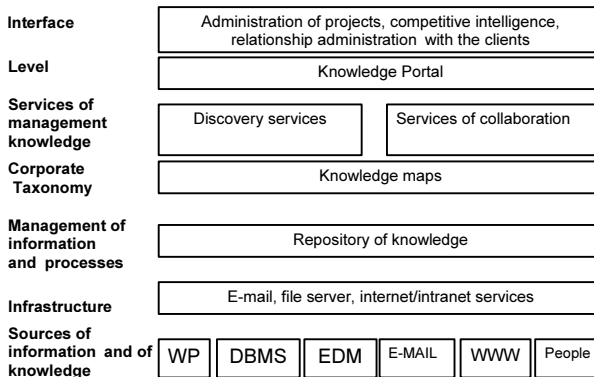 Interface
Administration of projects, competitive intelligence,
relationship administration with the clients
Level
Knowledge Portal
Services of
management
knowledge
Discovery services
Services of collaboration
Corporate
Taxonomy
Knowledge maps
Management of
information
and processes
Repository of knowledge
Infrastructure
E-mail, file server, internet/intranet services
Sources of
information and of
knowledge
WP
DBMS
EDM
E-MAIL
WWW
People